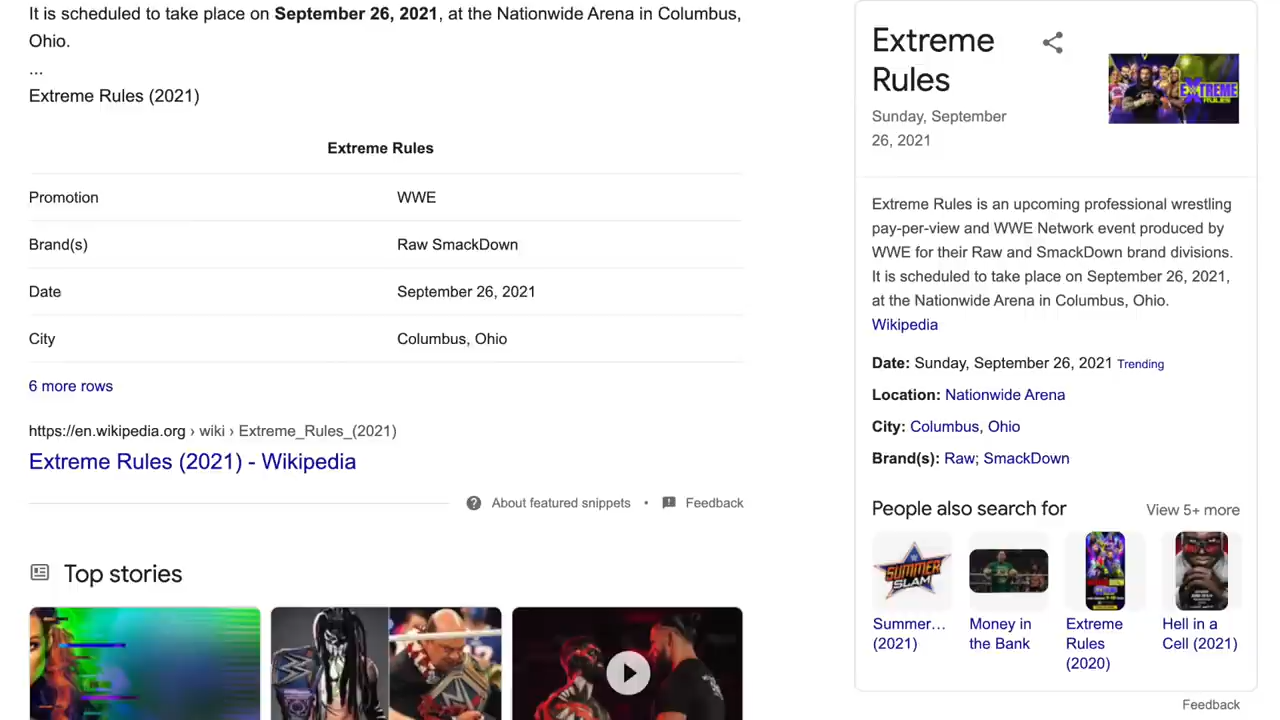 It is scheduled to take place on September 26, 2021, at the Nationwide Arena in Columbus,
Ohio.
...
Extreme Rules (2021)
Extreme Rules
Promotion WWE
Brand(s) Raw SmackDown
Date September 26, 2021
City Columbus, Ohio
6 more rows
https://en.wikipedia.org › wiki › Extreme_Rules_(2021)
Extreme Rules (2021) - Wikipedia
About featured snippets • Feedback
Top stories
Extreme
Rules
Sunday, September
26, 2021
EXTREME
RULES
Extreme Rules is an upcoming professional wrestling
pay-per-view and WWE Network event produced by
WWE for their Raw and SmackDown brand divisions.
It is scheduled to take place on September 26, 2021,
at the Nationwide Arena in Columbus, Ohio.
Wikipedia
Date: Sunday, September 26, 2021 Trending
Location: Nationwide Arena
City: Columbus, Ohio
Brand(s): Raw; SmackDown
People also search for View 5+ more
SUMMER
SLAM
Summer...
(2021)
Money in
the Bank
Extreme
Rules
(2020)
Hell in a
Cell (2021)
Feedback